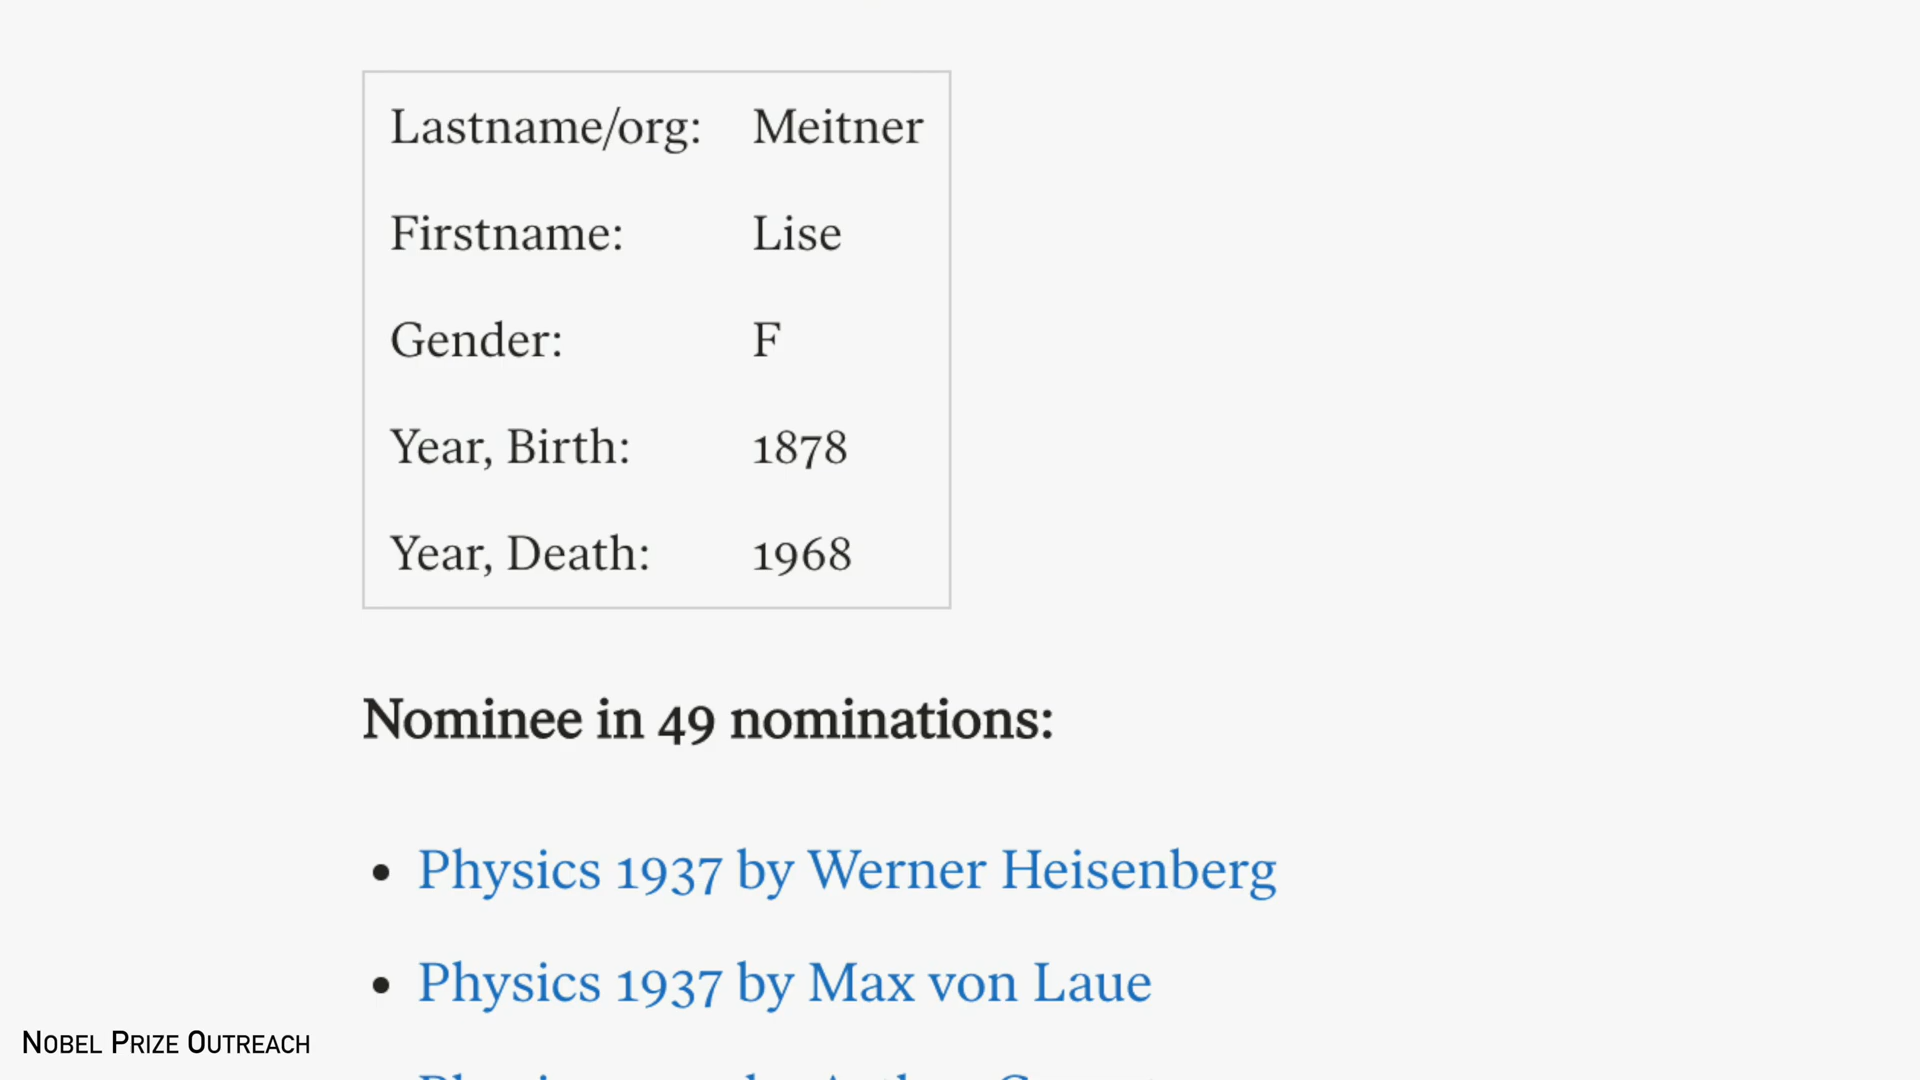 Lastname/org: Meitner
Firstname: Lise
Gender: F
Year, Birth: 1878
Year, Death: 1968
Nominee in 49 nominations:
• Physics 1937 by Werner Heisenberg
• Physics 1937 by Max von Laue
NOBEL PRIZE OUTREACH